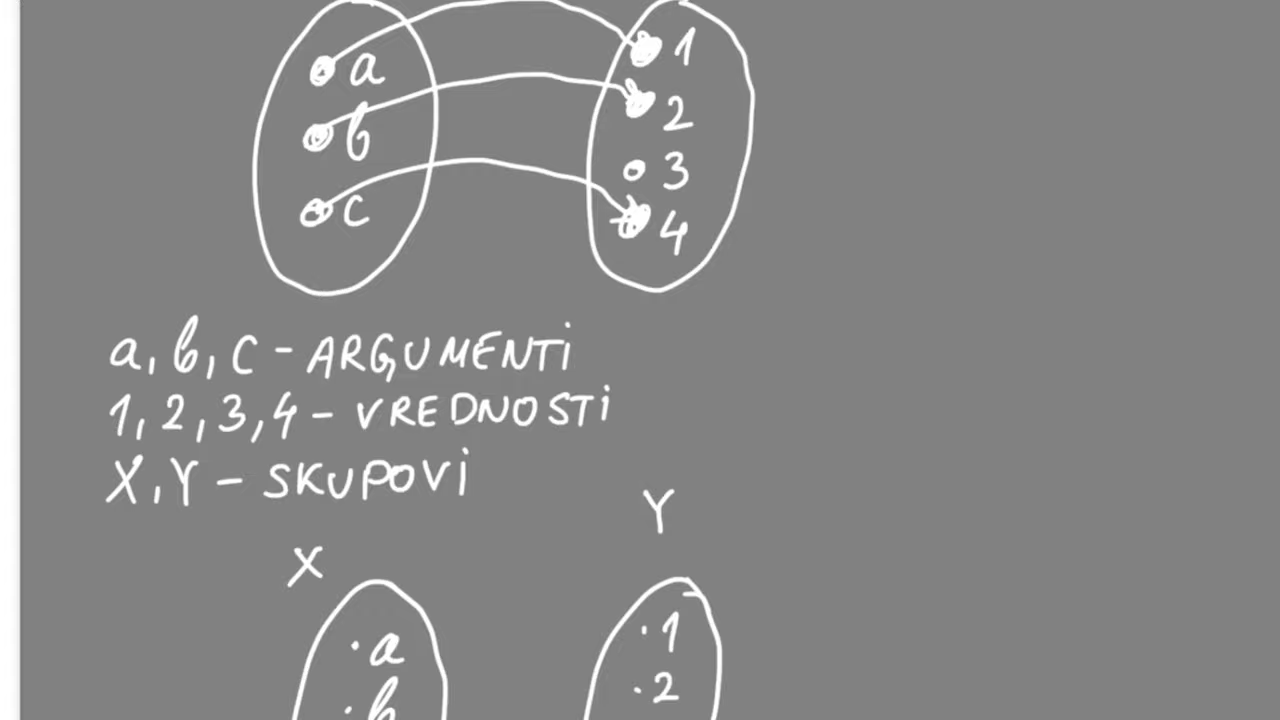 a 1
b 2
c 3
4
a, b, c - ARGUMENTi
1, 2, 3, 4 - VREDNOSTi
X, Y - SKUPOVi
X Y
· a · 1
· b · 2